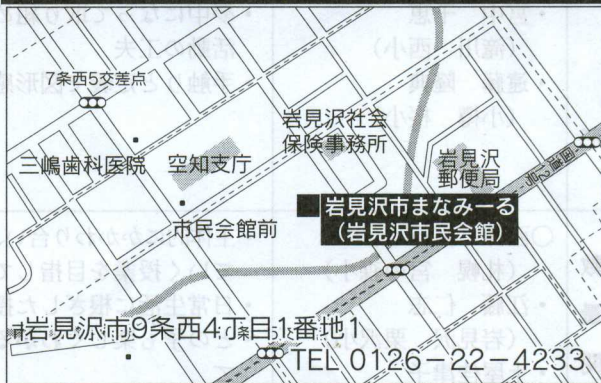 7条西5交差点
岩見沢社会
保険事務所
三嶋歯科医院
空知支庁
岩見沢
郵便局
市民会館前
岩見沢市まなみーる
(岩見沢市民会館)
岩見沢市9条西4丁目1番地1
TEL 0126-22-4233